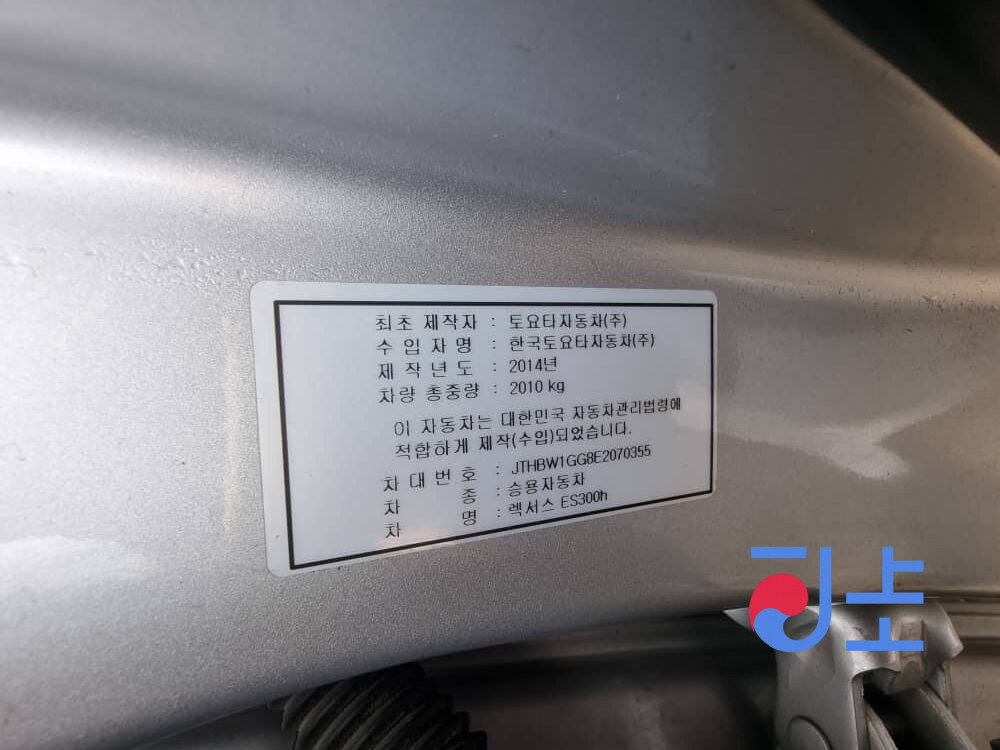 최초 제작자 : 토요타자동차(주)
수 입 자 명 : 한국토요타자동차(주)
제 작 년 도 : 2014년
차량 총중량 : 2010 kg
이 자동차는 대한민국 자동차관리법령에
적합하게 제작(수입)되었습니다.
차 대 번 호 : JTHBW1GG8E2070355
차 종 : 승용자동차
차 명 : 렉서스 ES300h